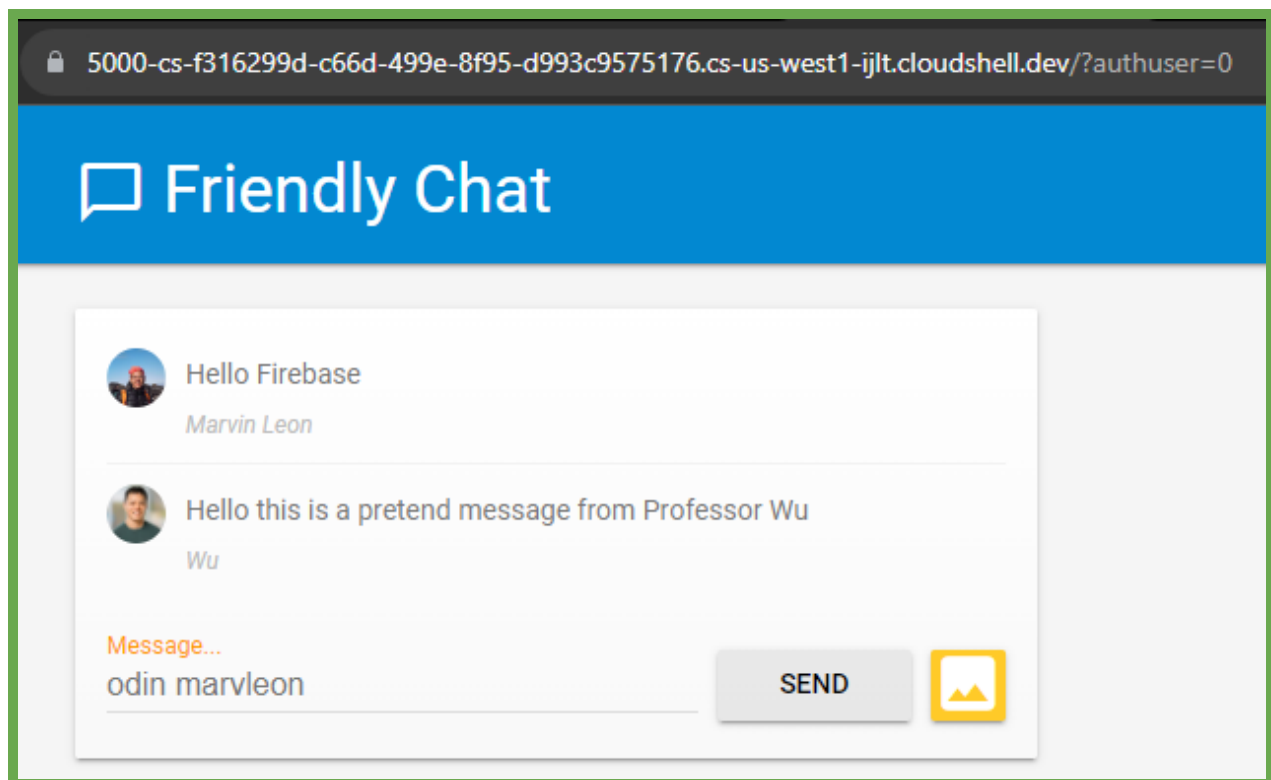 5000-cs-f316299d-c66d-499e-8f95-d993c9575176.cs-us-west1-ijlt.cloudshell.dev/?authuser=0
Friendly Chat
Hello Firebase
Marvin Leon
Hello this is a pretend message from Professor Wu
Wu
Message...
odin marvleon
SEND